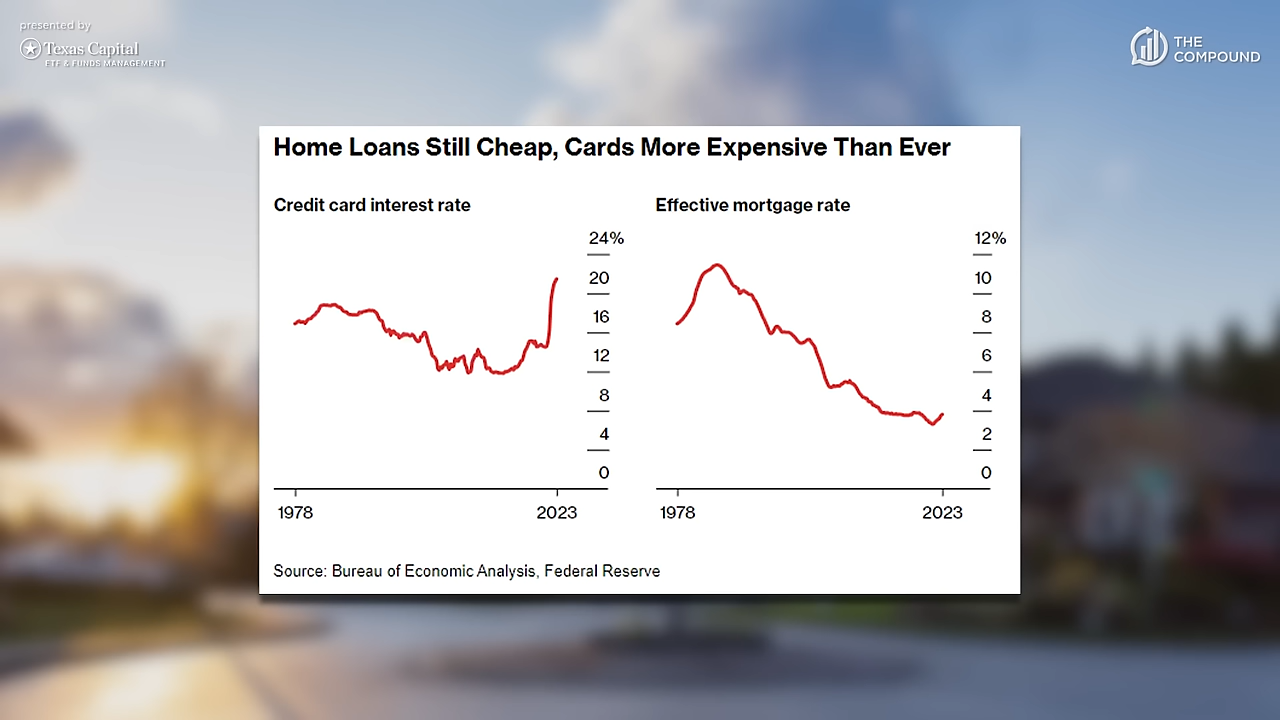 presented by
Texas Capital
ETF & FUNDS MANAGEMENT
THE
COMPOUND
Home Loans Still Cheap, Cards More Expensive Than Ever
Credit card interest rate
24%
20
16
12
8
4
0
1978
2023
Effective mortgage rate
12%
10
8
6
4
2
0
1978
2023
Source: Bureau of Economic Analysis, Federal Reserve